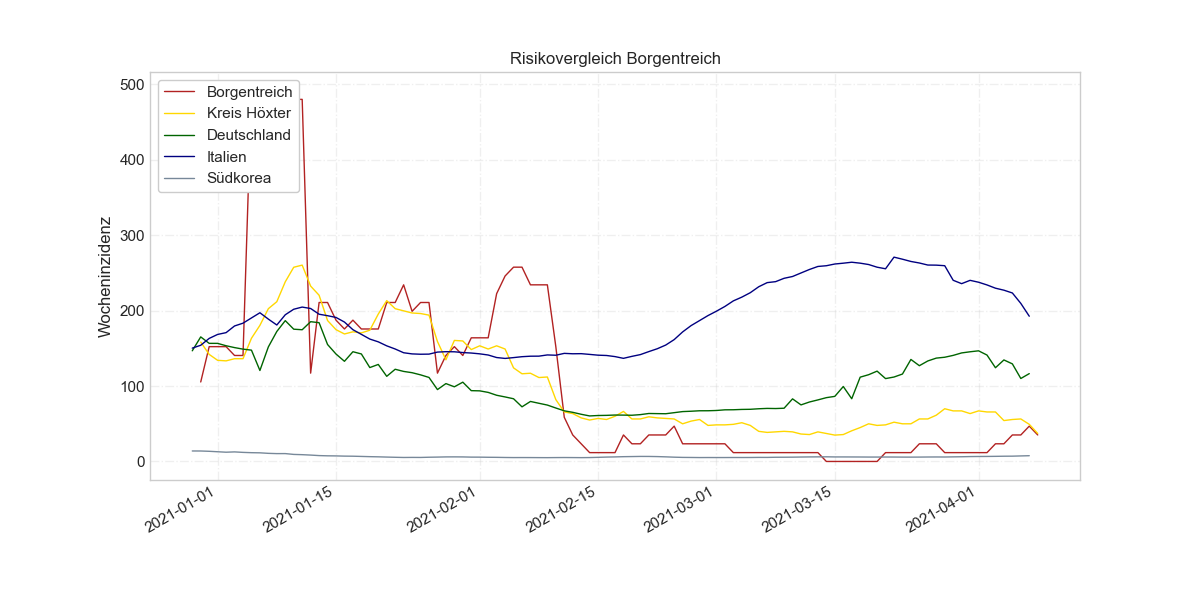 Risikovergleich Borgentreich
Wocheninzidenz
500
400
300
200
100
0
Borgentreich
Kreis Höxter
Deutschland
Italien
Südkorea
2021-01-01
2021-01-15
2021-02-01
2021-02-15
2021-03-01
2021-03-15
2021-04-01